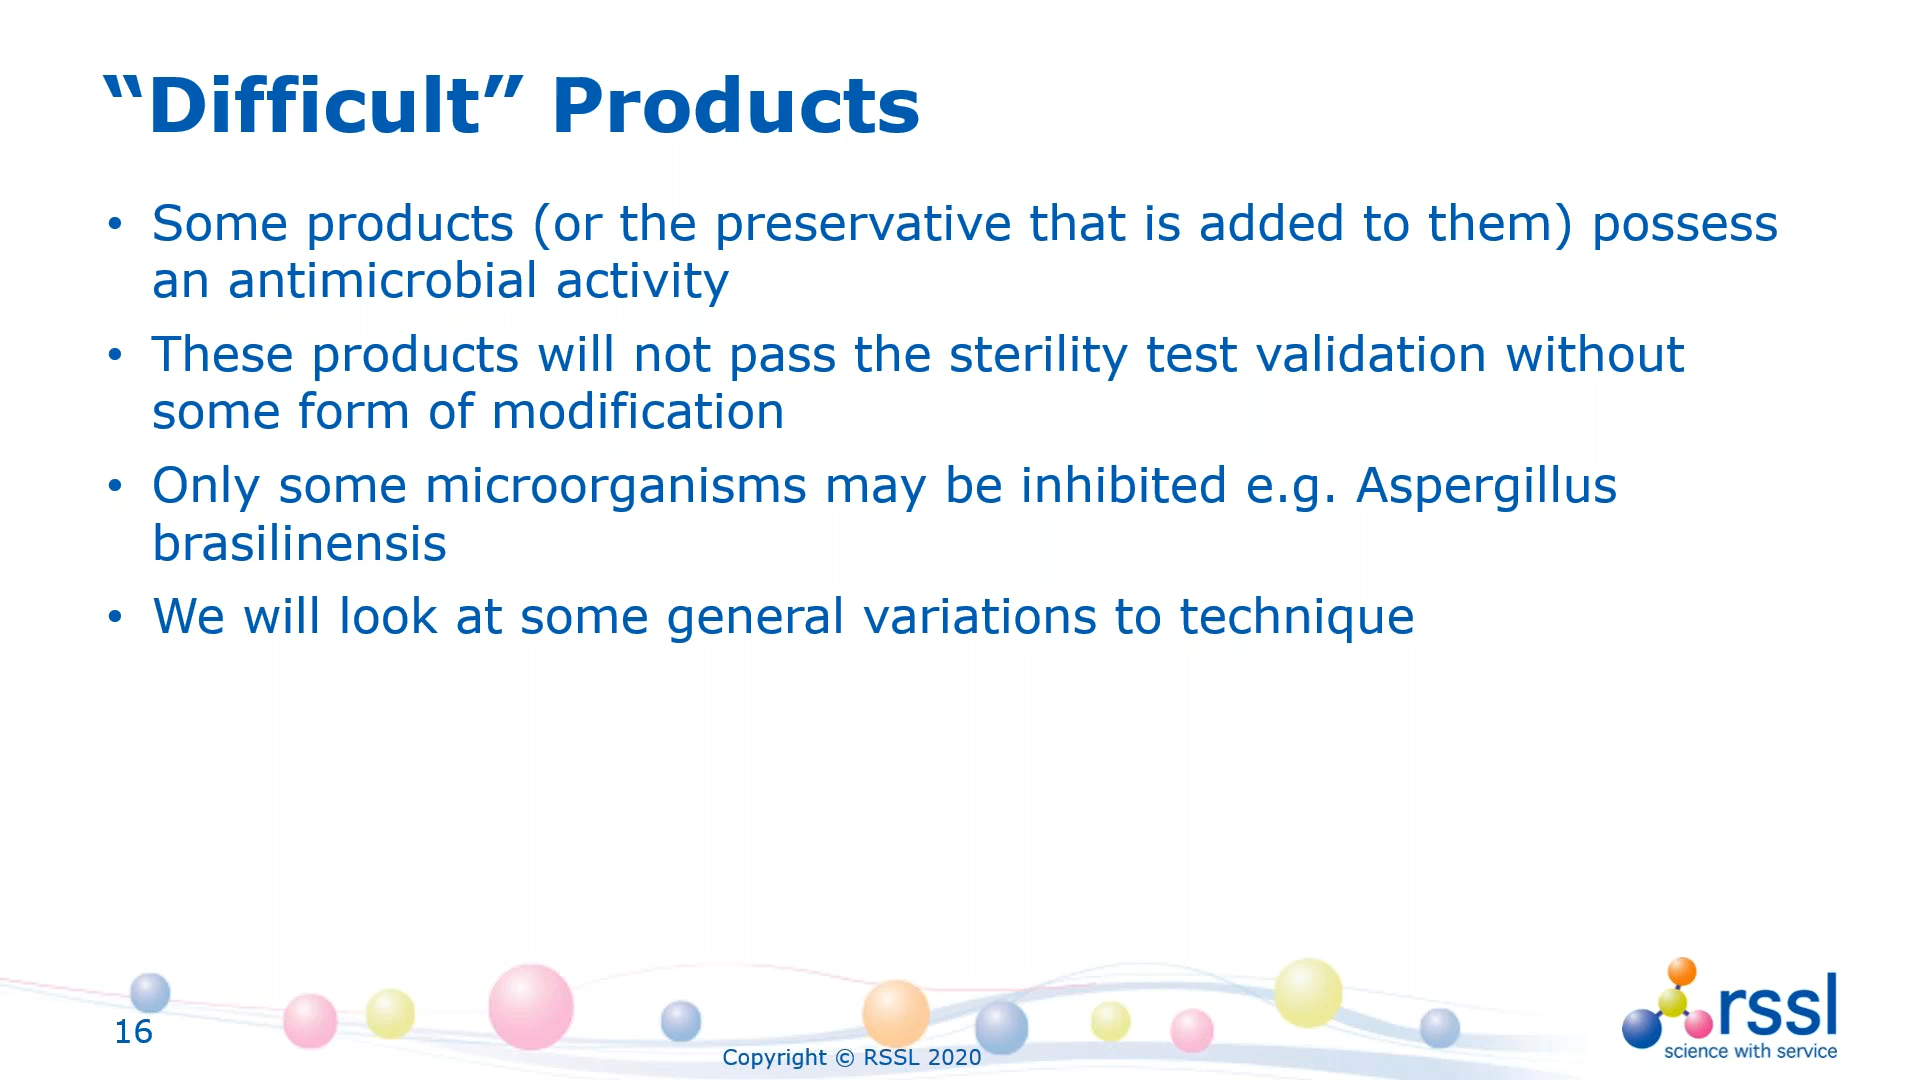 “Difficult” Products
• Some products (or the preservative that is added to them) possess
an antimicrobial activity
• These products will not pass the sterility test validation without
some form of modification
• Only some microorganisms may be inhibited e.g. Aspergillus
brasilinensis
• We will look at some general variations to technique
16
Copyright © RSSL 2020
rssl
science with service